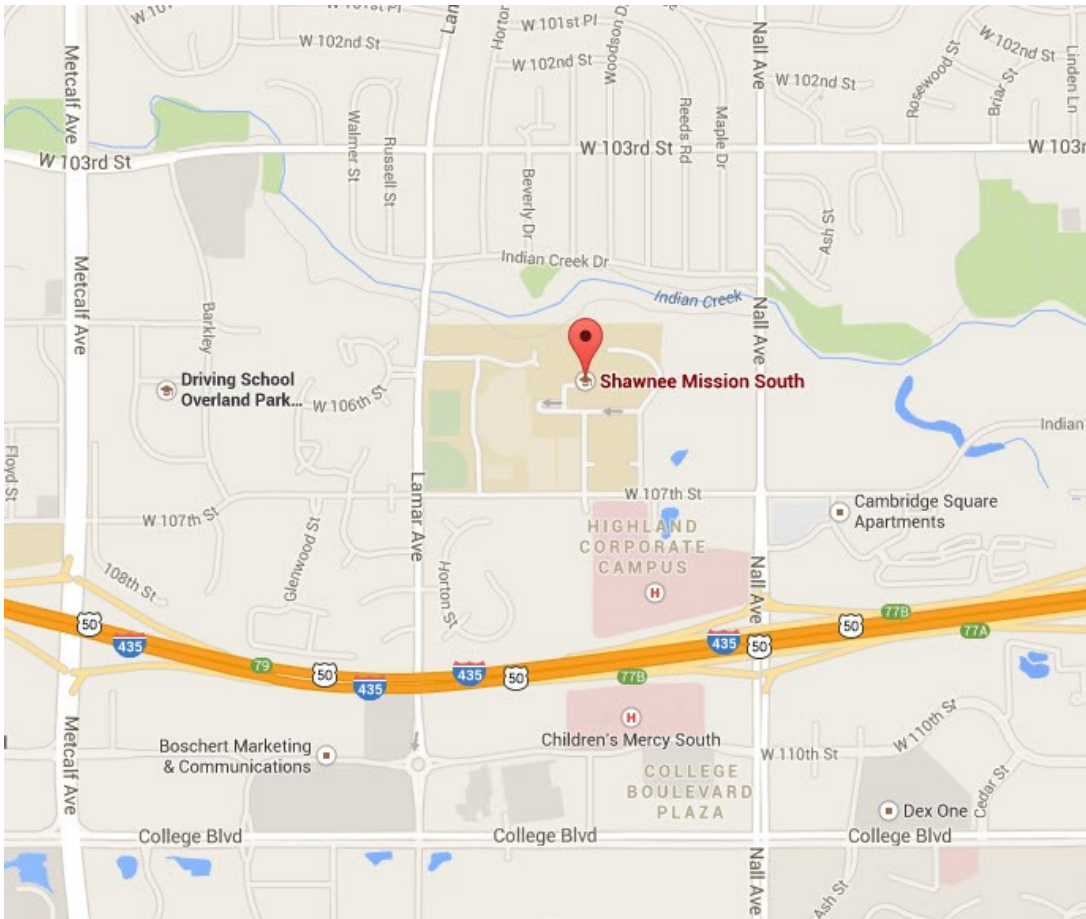 W 101st Pl
W 102nd St
W 101st Pl
W 102nd St
Woodson Dr
Nall Ave
W 102nd St
Rosewood St
W 102nd St
Briar St
Linden Ln
Metcalf Ave
W 103rd St
Walmer St
Russell St
W 103rd St
Reeds Rd
Maple Dr
Beverly Dr
Ash St
Indian Creek Dr
Indian Creek
Metcalf Ave
Barkley
Nall Ave
Driving School
Overland Park...
W 106th St
Shawnee Mission South
Indian
Floyd St
Lamar Ave
W 107th St
W 107th St
Cambridge Square
Apartments
HIGHLAND
CORPORATE
CAMPUS
H
Glenwood St
108th St
Horton St
Nall Ave
50
435
79
50
435
435
50
77B
435
50
50
77B
77A
H
Children's Mercy South
Boschert Marketing
& Communications
Metcalf Ave
W 110th St
W 110th St
COLLEGE
BOULEVARD
PLAZA
Dex One
Cedar St
College Blvd
College Blvd
College Blvd
Nall Ave
Ash St